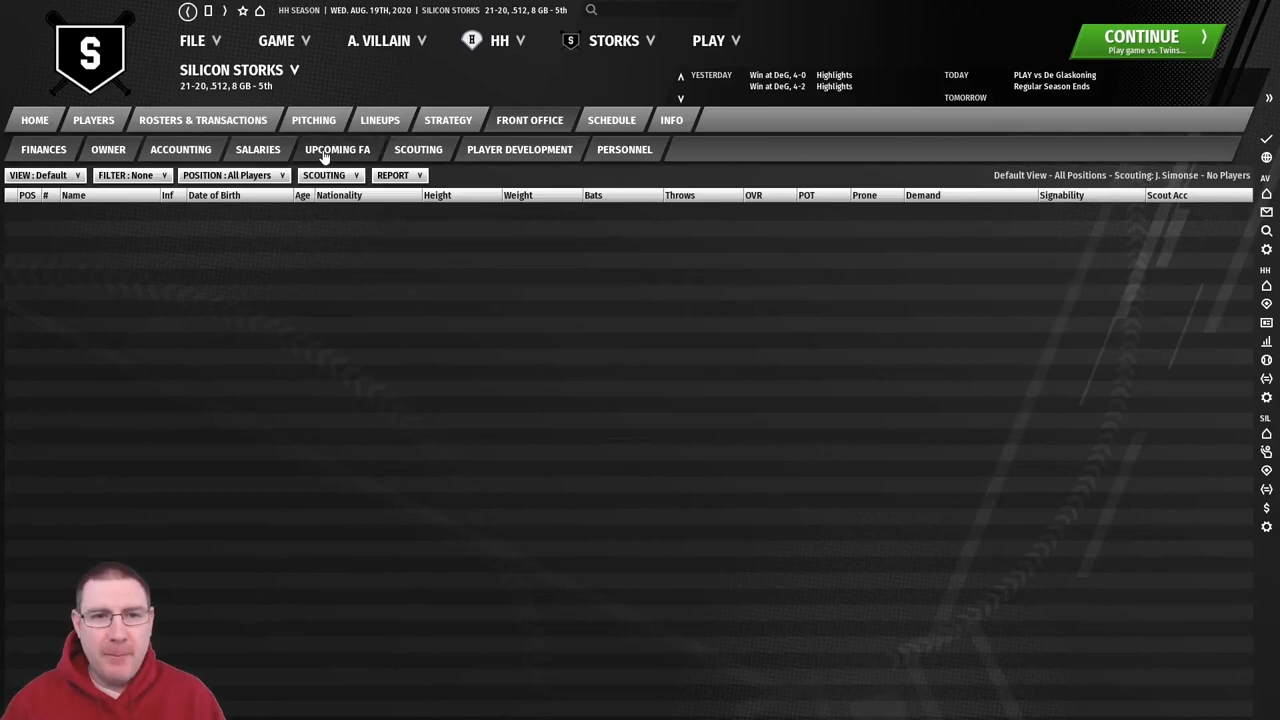 HH SEASON | WED. AUG. 19TH, 2020 | SILICON STORKS 21-20, .512, 8 GB - 5th
S
FILE GAME A. VILLAIN H HH S STORKS PLAY
CONTINUE
Play game vs. Twins...
SILICON STORKS
21-20, .512, 8 GB - 5th
YESTERDAY Win at DeG, 4-0 Highlights TODAY PLAY vs De Glaskoning
Win at DeG, 4-2 Highlights Regular Season Ends
TOMORROW
HOME PLAYERS ROSTERS & TRANSACTIONS PITCHING LINEUPS STRATEGY FRONT OFFICE SCHEDULE INFO
FINANCES OWNER ACCOUNTING SALARIES UPCOMING FA SCOUTING PLAYER DEVELOPMENT PERSONNEL
VIEW : Default FILTER : None POSITION : All Players SCOUTING REPORT Default View - All Positions - Scouting: J. Simonse - No Players
POS # Name Inf Date of Birth Age Nationality Height Weight Bats Throws OVR POT Prone Demand Signability Scout Acc
AV
HH
SIL
$